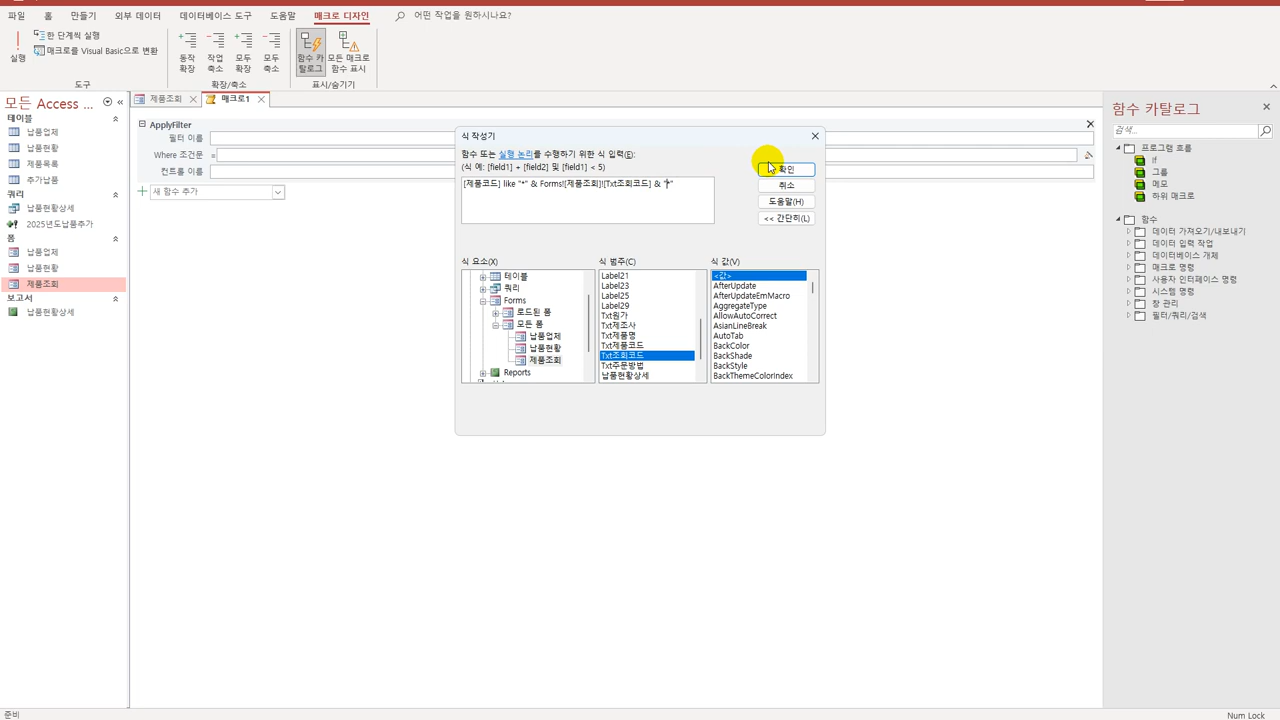 파일 홈 만들기 외부 데이터 데이터베이스 도구 도움말 매크로 디자인 어떤 작업을 원하시나요?
실행
한 단계씩 실행
매크로를 Visual Basic으로 변환
도구
동작 확장
작업 축소
모두 확장
모두 축소
확장/축소
함수 카탈로그
모든 매크로 함수 표시
표시/숨기기
모든 Access ...
테이블
납품업체
납품현황
제품목록
추가납품
쿼리
납품현황상세
2025년도납품추가
폼
납품업체
납품현황
제품조회
보고서
납품현황상세
제품조회
매크로1
ApplyFilter
필터 이름
Where 조건문 =
컨트롤 이름
새 함수 추가
식 작성기
함수 또는 실행 논리를 수행하기 위한 식 입력(E):
(식 예: [field1] + [field2] 및 [field1] < 5)
[제품코드] like "*" & Forms![제품조회]![Txt조회코드] & "*"
확인
취소
도움말(H)
<< 간단히(L)
식 요소(X)
테이블
쿼리
Forms
로드된 폼
모든 폼
납품업체
납품현황
제품조회
Reports
식 범주(C)
Label21
Label23
Label25
Label29
Txt원가
Txt제조사
Txt제품명
Txt제품코드
Txt조회코드
Txt주문방법
납품현황상세
식 값(V)
<값>
AfterUpdate
AfterUpdateEmMacro
AggregateType
AllowAutoCorrect
AsianLineBreak
AutoTab
BackColor
BackShade
BackStyle
BackThemeColorIndex
함수 카탈로그
검색...
프로그램 흐름
If
그룹
메모
하위 매크로
함수
데이터 가져오기/내보내기
데이터 입력 작업
데이터베이스 개체
매크로 명령
사용자 인터페이스 명령
시스템 명령
창 관리
필터/쿼리/검색
준비
Num Lock